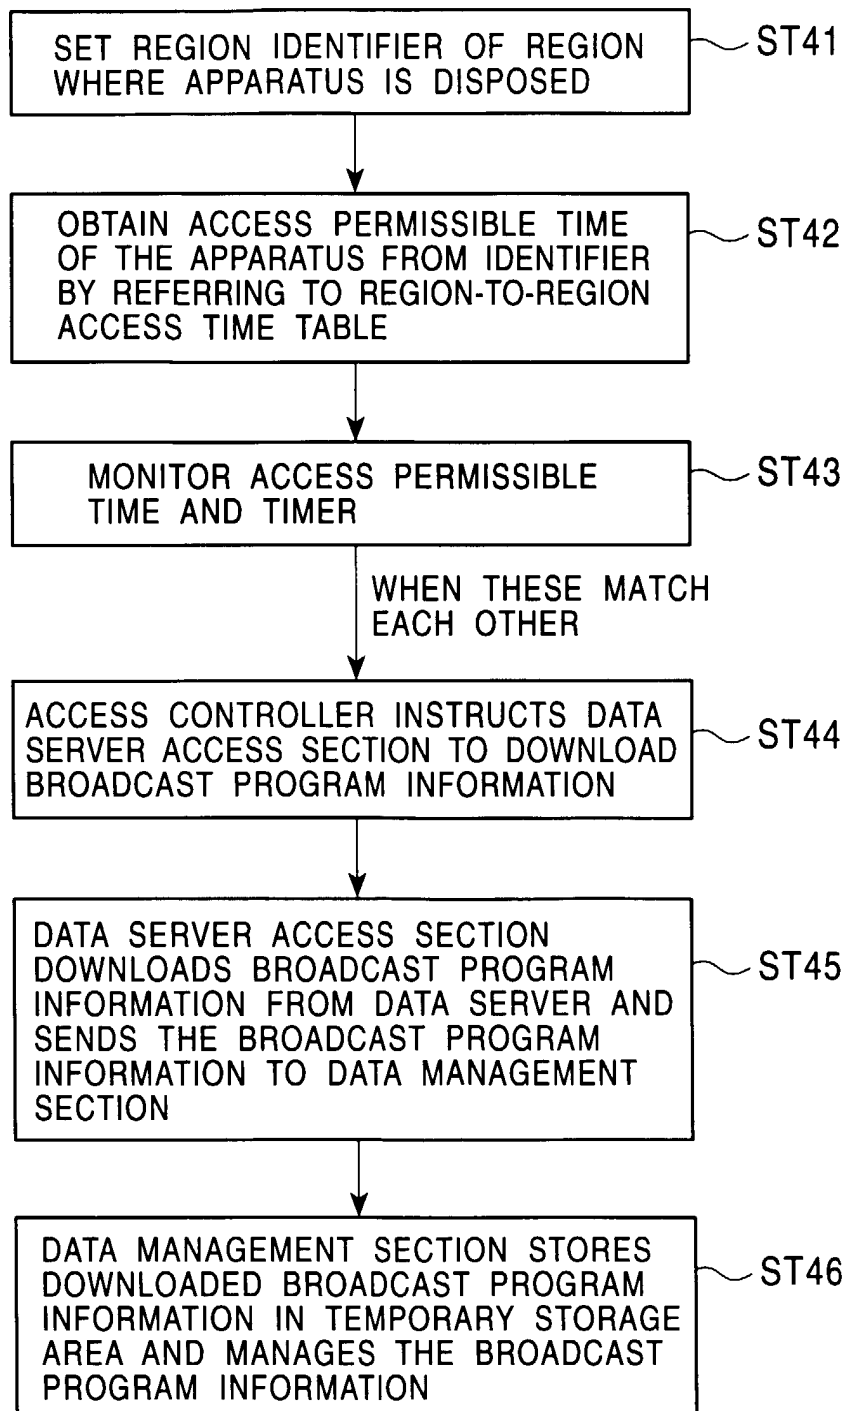 SET REGION IDENTIFIER OF REGION
WHERE APPARATUS IS DISPOSED
ST41
OBTAIN ACCESS PERMISSIBLE TIME
OF THE APPARATUS FROM IDENTIFIER
BY REFERRING TO REGION-TO-REGION
ACCESS TIME TABLE
ST42
MONITOR ACCESS PERMISSIBLE
TIME AND TIMER
ST43
WHEN THESE MATCH
EACH OTHER
ACCESS CONTROLLER INSTRUCTS DATA
SERVER ACCESS SECTION TO DOWNLOAD
BROADCAST PROGRAM INFORMATION
ST44
DATA SERVER ACCESS SECTION
DOWNLOADS BROADCAST PROGRAM
INFORMATION FROM DATA SERVER AND
SENDS THE BROADCAST PROGRAM
INFORMATION TO DATA MANAGEMENT
SECTION
ST45
DATA MANAGEMENT SECTION STORES
DOWNLOADED BROADCAST PROGRAM
INFORMATION IN TEMPORARY STORAGE
AREA AND MANAGES THE BROADCAST
PROGRAM INFORMATION
ST46